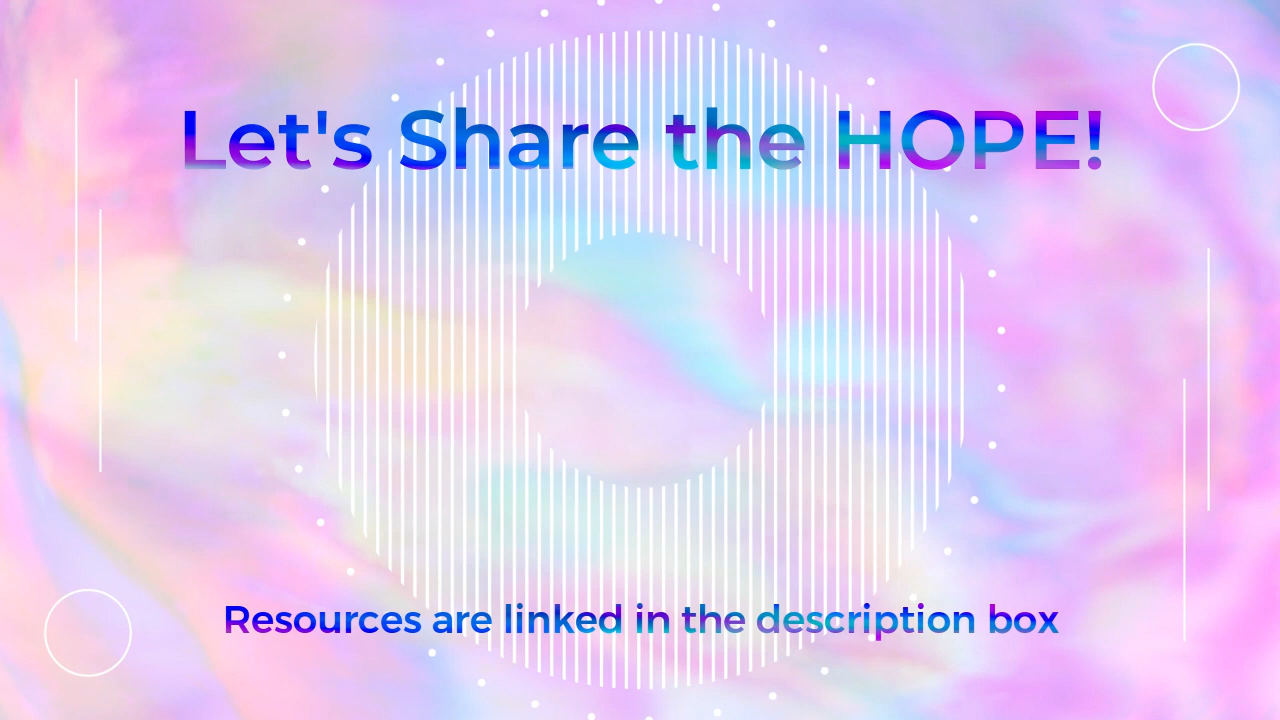 Let's Share the HOPE!
Resources are linked in the description box